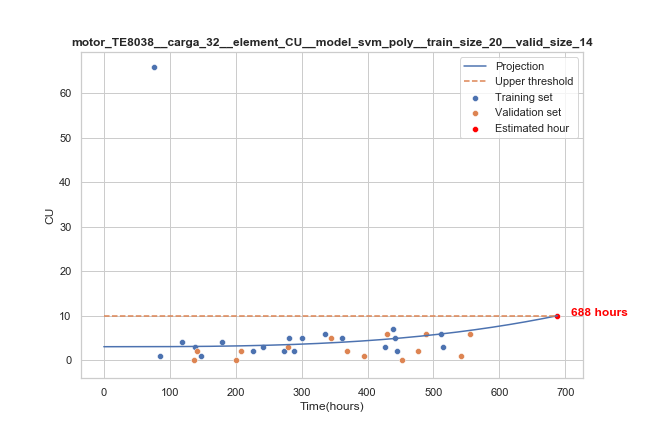 motor_TE8038__carga_32__element_CU__model_svm_poly__train_size_20__valid_size_14
Projection
Upper threshold
Training set
Validation set
Estimated hour
688 hours
CU
60
50
40
30
20
10
0
0 100 200 300 400 500 600 700
Time(hours)